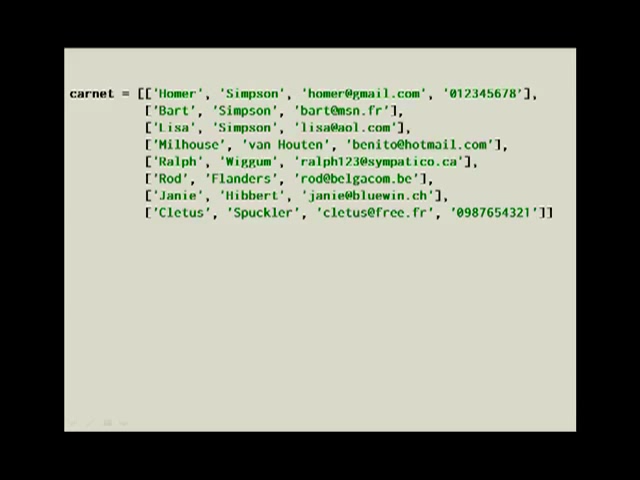 carnet = [['Homer', 'Simpson', 'homer@gmail.com', '012345678'],
['Bart', 'Simpson', 'bart@msn.fr'],
['Lisa', 'Simpson', 'lisa@aol.com'],
['Milhouse', 'van Houten', 'benito@hotmail.com'],
['Ralph', 'Wiggum', 'ralph123@sympatico.ca'],
['Rod', 'Flanders', 'rod@belgacom.be'],
['Janie', 'Hibbert', 'janie@bluewin.ch'],
['Cletus', 'Spuckler', 'cletus@free.fr', '0987654321']]